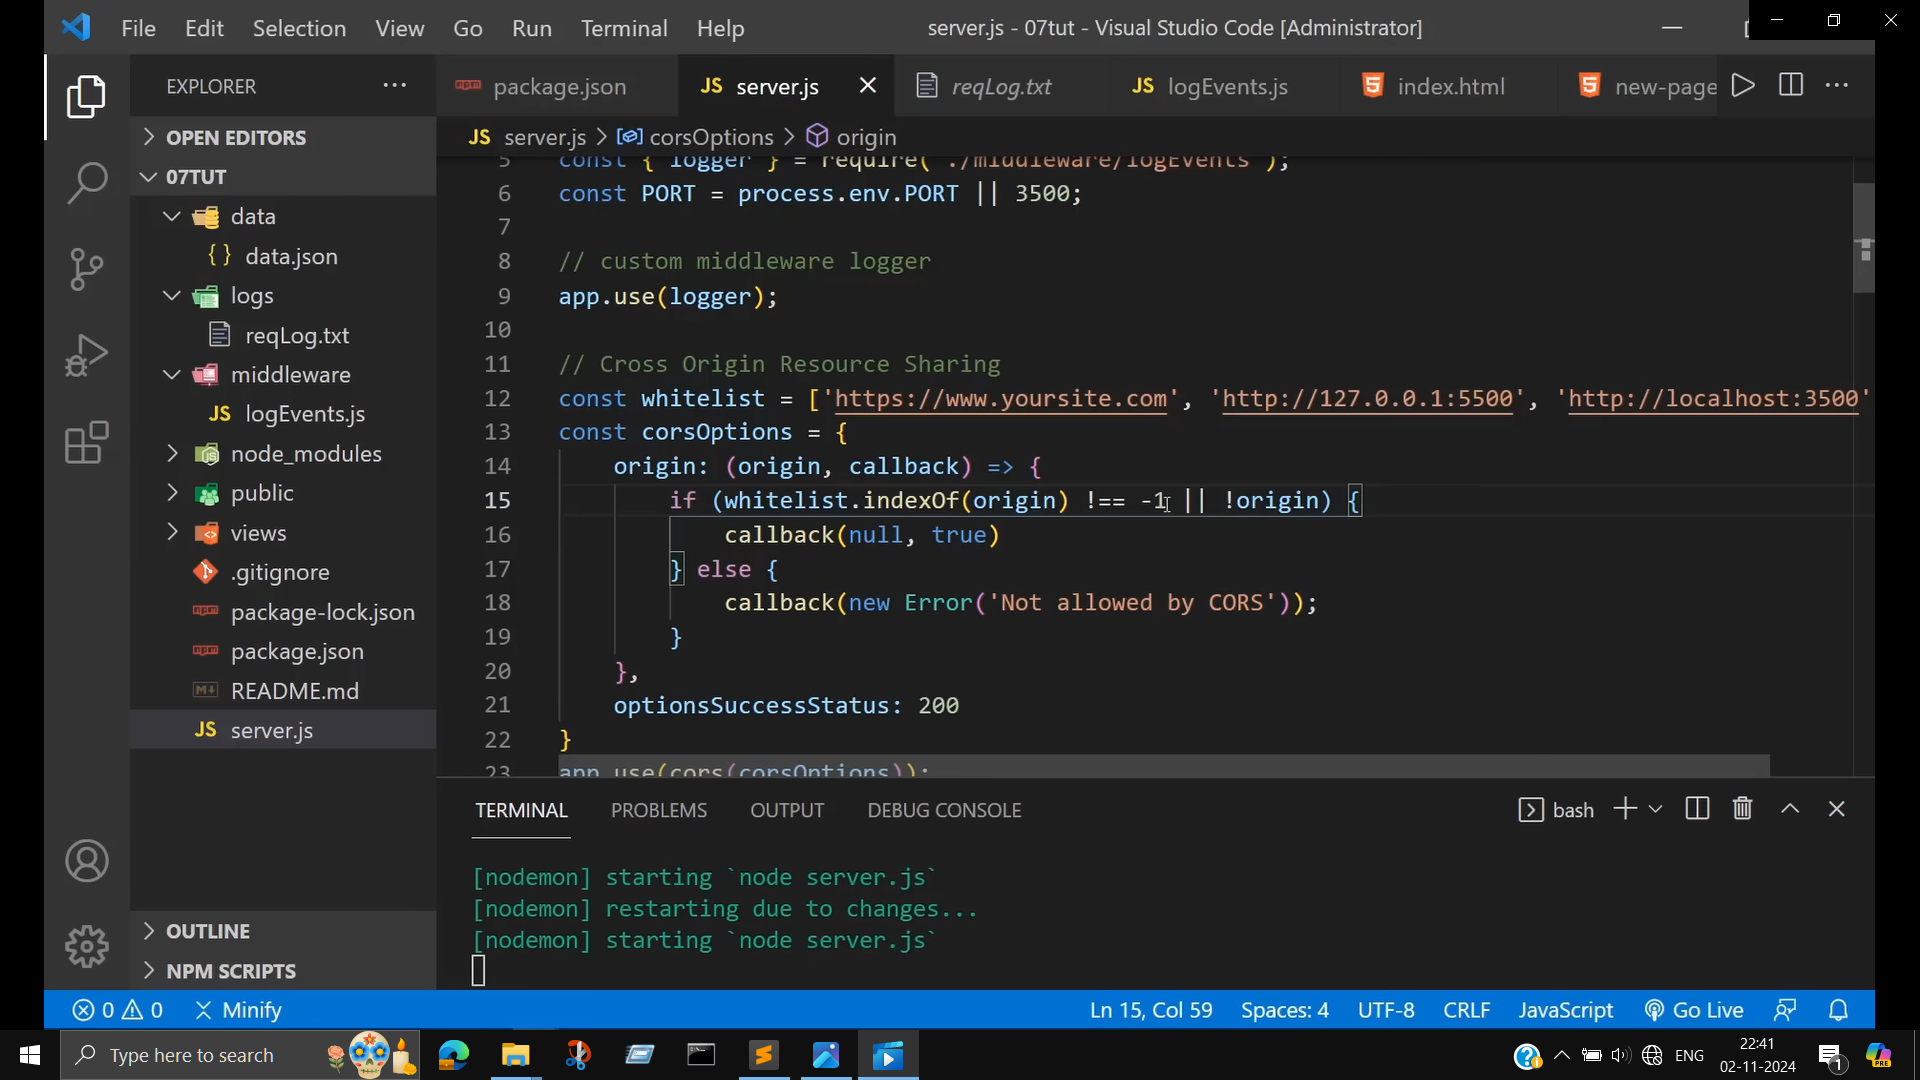 File Edit Selection View Go Run Terminal Help server.js - 07tut - Visual Studio Code [Administrator]
EXPLORER
package.json JS server.js reqLog.txt JS logEvents.js index.html new-page
JS server.js > corsOptions > origin
OPEN EDITORS
07TUT
data
data.json
logs
reqLog.txt
middleware
JS logEvents.js
node_modules
public
views
.gitignore
package-lock.json
package.json
README.md
JS server.js
OUTLINE
NPM SCRIPTS
5 const { logger } = require('./middleware/logEvents');
6 const PORT = process.env.PORT || 3500;
7
8 // custom middleware logger
9 app.use(logger);
10
11 // Cross Origin Resource Sharing
12 const whitelist = ['https://www.yoursite.com', 'http://127.0.0.1:5500', 'http://localhost:3500'
13 const corsOptions = {
14 origin: (origin, callback) => {
15 if (whitelist.indexOf(origin) !== -1 || !origin) {
16 callback(null, true)
17 } else {
18 callback(new Error('Not allowed by CORS'));
19 }
20 },
21 optionsSuccessStatus: 200
22 }
23 app.use(cors(corsOptions));
TERMINAL PROBLEMS OUTPUT DEBUG CONSOLE bash
[nodemon] starting `node server.js`
[nodemon] restarting due to changes...
[nodemon] starting `node server.js`
0 0 Minify Ln 15, Col 59 Spaces: 4 UTF-8 CRLF JavaScript Go Live
Type here to search ENG 22:41
02-11-2024 1 PRE